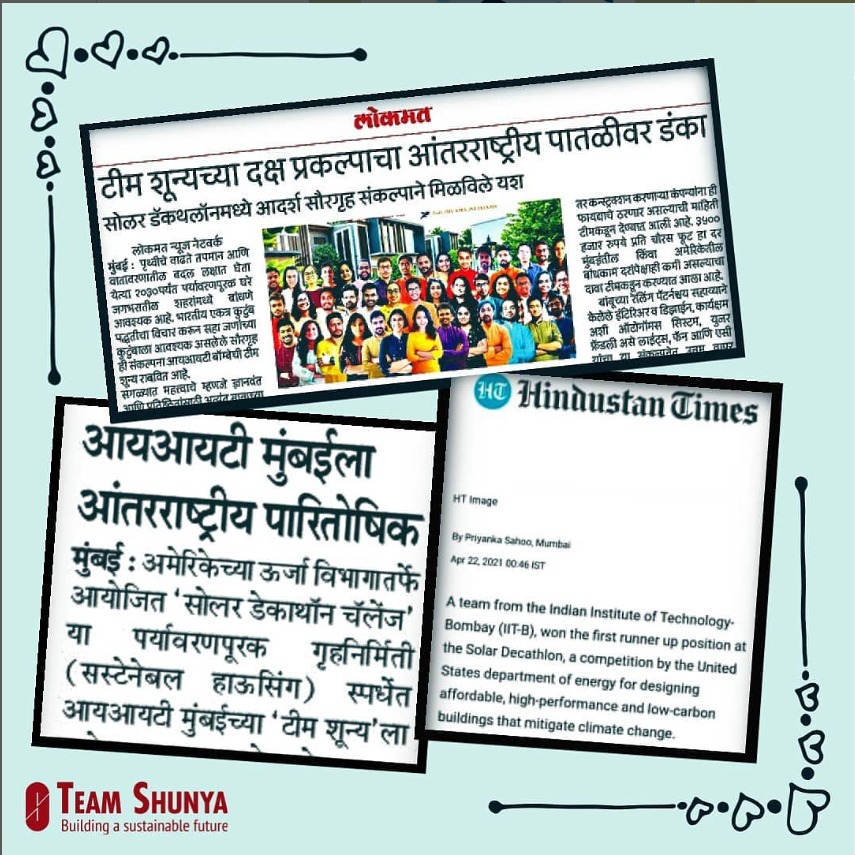 लोकमत
टीम शून्यच्या दक्ष प्रकल्पाचा आंतरराष्ट्रीय पातळीवर डंका
सोलर डॅकथलॉनमध्ये आदर्श सौरगृह संकल्पाने मिळविले यश
लोकमत न्यूज नेटवर्क
मुंबई : पृथ्वीचे वाढते तपमान आणि
वातावरणातील बदल लक्षात घेता
येत्या २०३०पर्यंत पर्यावरणपूरक घरे
जगभरातील शहरांमध्ये बांधणे
आवश्यक आहे. भारतीय एकत्र कुटुंब
पद्धतीचा विचार करून सहा जणांच्या
कुटुंबाला आवश्यक असलेले सौरगृह
ही संकल्पना आयआयटी बॉम्बेची टीम
शून्य राबवित आहे.
सगळ्यात महत्त्वाचे म्हणजे ज्ञानवंत
तर कन्स्ट्रक्शन करणाऱ्या कंपन्यांना ही
फायद्याचे ठरणार असल्याची माहिती
टीमकडून देण्यात आली आहे. ३५००
हजार रुपये प्रति चौरस फूट हा दर
मुंबईतील किंवा अमेरिकेतील
बांधकाम दरांपेक्षाही कमी असल्याचा
दावा टीमकडून करण्यात आला आहे.
बांबूच्या रेलिंग पॅटर्नच्या सहाय्याने
केलेले इंटिरिअर व डिझाईन, कार्यक्षम
अशी ऑटोनॉमस सिस्टम, युजर
फ्रेंडली असे लाईट्स, फॅन आणि एसी
आयआयटी मुंबईला
आंतरराष्ट्रीय पारितोषिक
मुंबई : अमेरिकेच्या ऊर्जा विभागातर्फे
आयोजित ‘सोलर डेकाथॉन चॅलेंज’
या पर्यावरणपूरक गृहनिर्मिती
(सस्टेनेबल हाऊसिंग) स्पर्धेत
आयआयटी मुंबईच्या ‘टीम शून्य’ला
HT Hindustan Times
HT Image
By Priyanka Sahoo, Mumbai
Apr 22, 2021 00:46 IST
A team from the Indian Institute of Technology-
Bombay (IIT-B), won the first runner up position at
the Solar Decathlon, a competition by the United
States department of energy for designing
affordable, high-performance and low-carbon
buildings that mitigate climate change.
TEAM SHUNYA
Building a sustainable future